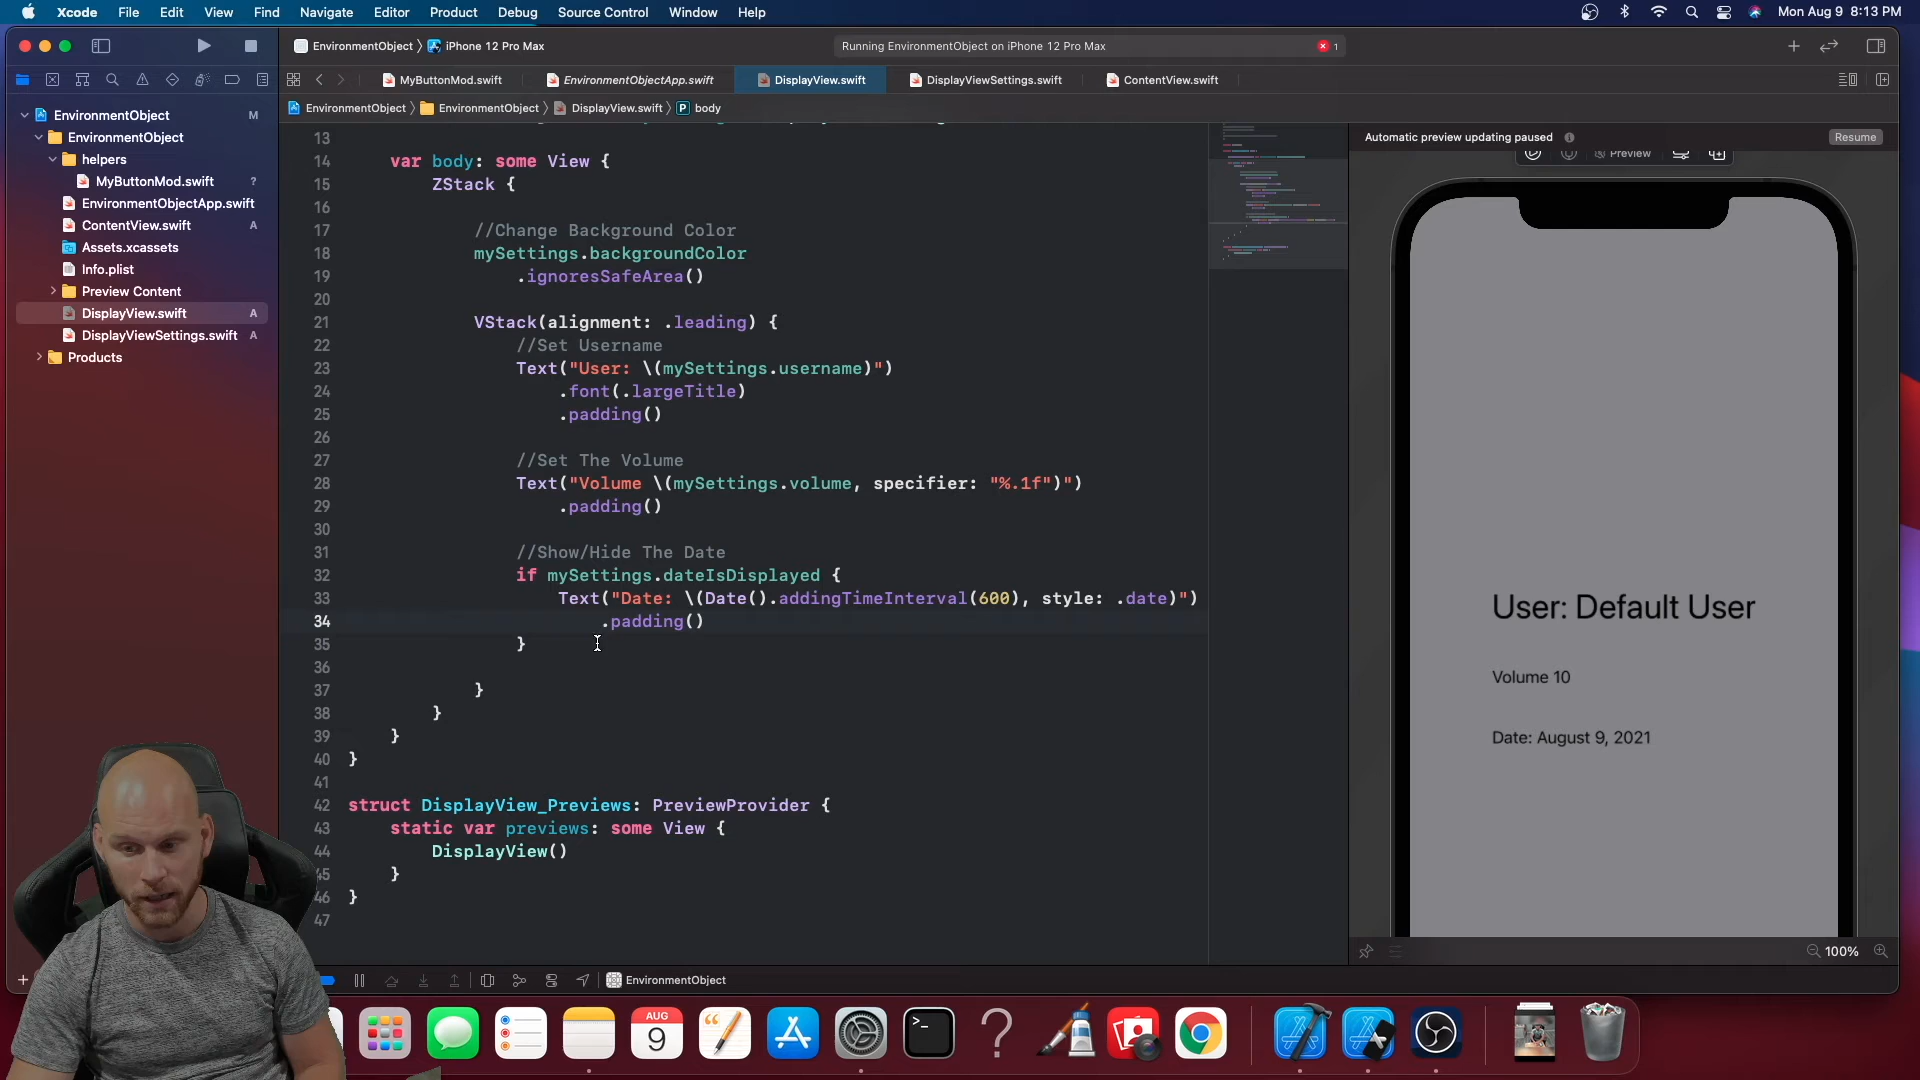 Xcode File Edit View Find Navigate Editor Product Debug Source Control Window Help
Mon Aug 9 8:13 PM
EnvironmentObject 〉 iPhone 12 Pro Max
Running EnvironmentObject on iPhone 12 Pro Max
1
MyButtonMod.swift
EnvironmentObjectApp.swift
DisplayView.swift
DisplayViewSettings.swift
ContentView.swift
EnvironmentObject 〉 EnvironmentObject 〉 DisplayView.swift 〉 P body
EnvironmentObject M
EnvironmentObject
helpers
MyButtonMod.swift ?
EnvironmentObjectApp.swift
ContentView.swift A
Assets.xcassets
Info.plist
Preview Content
DisplayView.swift A
DisplayViewSettings.swift A
Products
13
14 var body: some View {
15 ZStack {
16
17 //Change Background Color
18 mySettings.backgroundColor
19 .ignoresSafeArea()
20
21 VStack(alignment: .leading) {
22 //Set Username
23 Text("User: \(mySettings.username)")
24 .font(.largeTitle)
25 .padding()
26
27 //Set The Volume
28 Text("Volume \(mySettings.volume, specifier: "%.1f")")
29 .padding()
30
31 //Show/Hide The Date
32 if mySettings.dateIsDisplayed {
33 Text("Date: \(Date().addingTimeInterval(600), style: .date)")
34 .padding()
35 }
36
37 }
38 }
39 }
40 }
41
42 struct DisplayView_Previews: PreviewProvider {
43 static var previews: some View {
44 DisplayView()
45 }
46 }
47
Automatic preview updating paused
Resume
Preview
User: Default User
Volume 10
Date: August 9, 2021
100%
EnvironmentObject
AUG
9